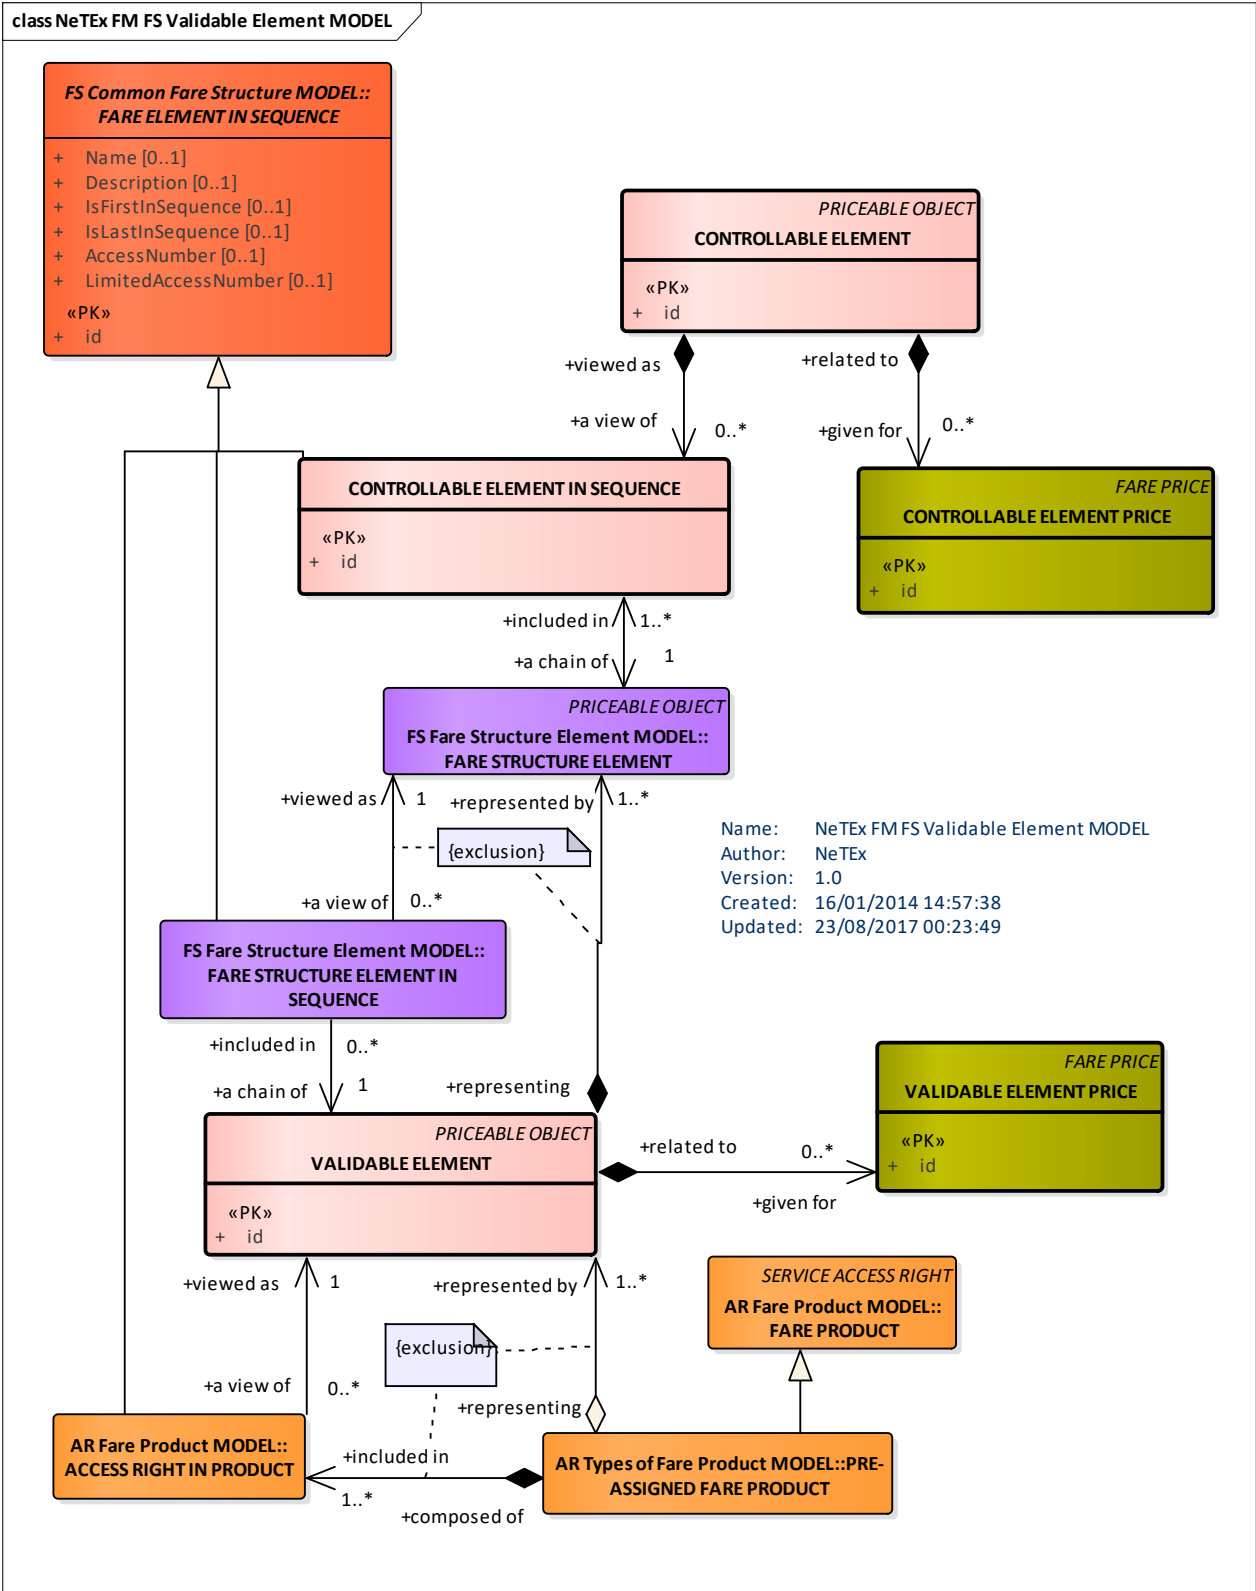 class NeTEx FM FS Validable Element MODEL
FS Common Fare Structure MODEL::
FARE ELEMENT IN SEQUENCE
+ Name [0..1]
+ Description [0..1]
+ IsFirstInSequence [0..1]
+ IsLastInSequence [0..1]
+ AccessNumber [0..1]
+ LimitedAccessNumber [0..1]
«PK»
+ id
PRICEABLE OBJECT
CONTROLLABLE ELEMENT
«PK»
+ id
+viewed as
+related to
+a view of
0..*
+given for
0..*
CONTROLLABLE ELEMENT IN SEQUENCE
«PK»
+ id
FARE PRICE
CONTROLLABLE ELEMENT PRICE
«PK»
+ id
+included in
1..*
+a chain of
1
PRICEABLE OBJECT
FS Fare Structure Element MODEL::
FARE STRUCTURE ELEMENT
+viewed as
1
+represented by
1..*
{exclusion}
+a view of
0..*
Name: NeTEx FM FS Validable Element MODEL
Author: NeTEx
Version: 1.0
Created: 16/01/2014 14:57:38
Updated: 23/08/2017 00:23:49
FS Fare Structure Element MODEL::
FARE STRUCTURE ELEMENT IN
SEQUENCE
+included in
0..*
+a chain of
1
+representing
PRICEABLE OBJECT
VALIDABLE ELEMENT
«PK»
+ id
+related to
0..*
+given for
FARE PRICE
VALIDABLE ELEMENT PRICE
«PK»
+ id
+viewed as
1
+represented by
1..*
SERVICE ACCESS RIGHT
AR Fare Product MODEL::
FARE PRODUCT
{exclusion}
+a view of
0..*
+representing
AR Fare Product MODEL::
ACCESS RIGHT IN PRODUCT
+included in
1..*
+composed of
AR Types of Fare Product MODEL::PRE-
ASSIGNED FARE PRODUCT